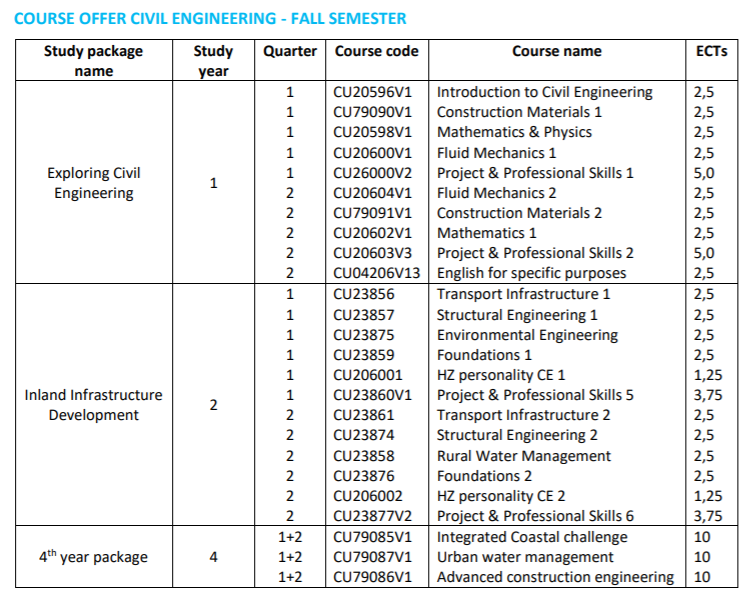 COURSE OFFER CIVIL ENGINEERING - FALL SEMESTER
Study package name Study year Quarter Course code Course name ECTs
Exploring Civil Engineering 1
1 CU20596V1 Introduction to Civil Engineering 2,5
1 CU79090V1 Construction Materials 1 2,5
1 CU20598V1 Mathematics & Physics 2,5
1 CU20600V1 Fluid Mechanics 1 2,5
1 CU26000V2 Project & Professional Skills 1 5,0
2 CU20604V1 Fluid Mechanics 2 2,5
2 CU79091V1 Construction Materials 2 2,5
2 CU20602V1 Mathematics 1 2,5
2 CU20603V3 Project & Professional Skills 2 5,0
2 CU04206V13 English for specific purposes 2,5
Inland Infrastructure Development 2
1 CU23856 Transport Infrastructure 1 2,5
1 CU23857 Structural Engineering 1 2,5
1 CU23875 Environmental Engineering 2,5
1 CU23859 Foundations 1 2,5
1 CU206001 HZ personality CE 1 1,25
1 CU23860V1 Project & Professional Skills 5 3,75
2 CU23861 Transport Infrastructure 2 2,5
2 CU23874 Structural Engineering 2 2,5
2 CU23858 Rural Water Management 2,5
2 CU23876 Foundations 2 2,5
2 CU206002 HZ personality CE 2 1,25
2 CU23877V2 Project & Professional Skills 6 3,75
4th year package 4
1+2 CU79085V1 Integrated Coastal challenge 10
1+2 CU79087V1 Urban water management 10
1+2 CU79086V1 Advanced construction engineering 10